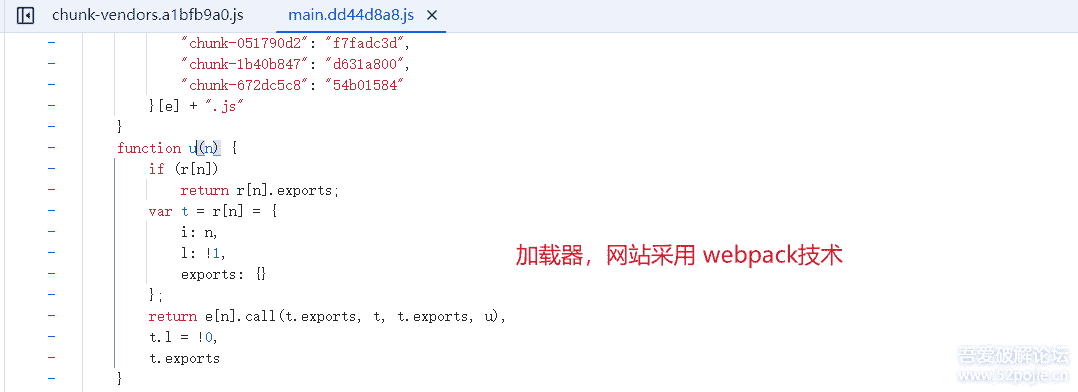 chunk-vendors.a1bfb9a0.js main.dd44d8a8.js ×
"chunk-051790d2": "f7fadc3d",
"chunk-1b40b847": "d631a800",
"chunk-672dc5c8": "54b01584"
}[e] + ".js"
}
function u(n) {
if (r[n])
return r[n].exports;
var t = r[n] = {
i: n,
l: !1,
exports: {}
};
加载器，网站采用 webpack技术
return e[n].call(t.exports, t, t.exports, u),
t.l = !0,
t.exports
}
吾爱破解论坛
www.52pojie.cn